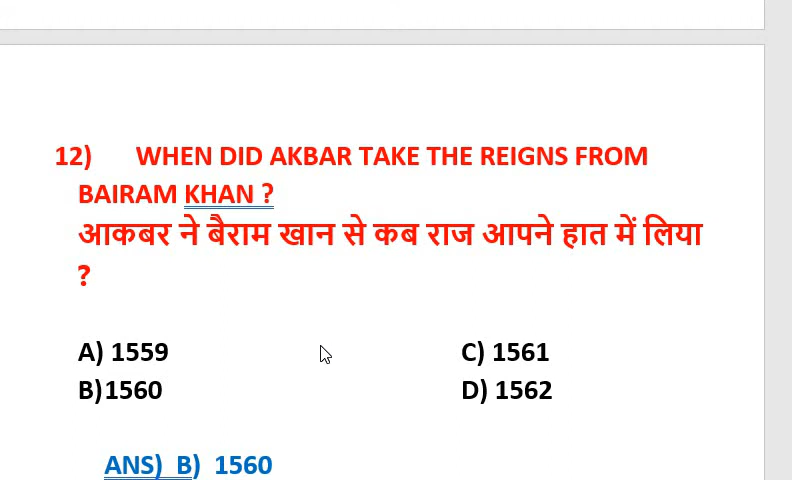 12) WHEN DID AKBAR TAKE THE REIGNS FROM
BAIRAM KHAN ?
आकबर ने बैराम खान से कब राज आपने हात में लिया
?
A) 1559 C) 1561
B)1560 D) 1562
ANS) B) 1560